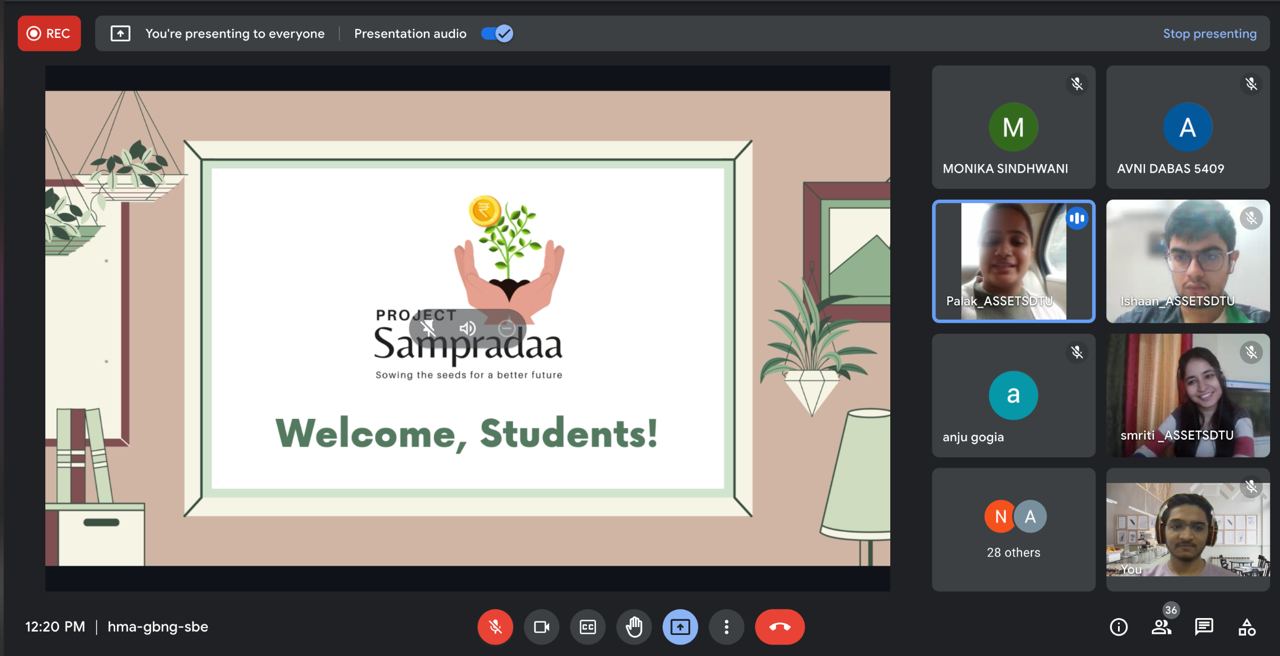 REC
You're presenting to everyone
Presentation audio
Stop presenting
PROJECT
Sampradaa
Sowing the seeds for a better future
Welcome, Students!
M
MONIKA SINDHWANI
A
AVNI DABAS 5409
Palak_ASSETSDTU
Ishaan_ASSETSDTU
a
anju gogia
smriti _ASSETSDTU
N A
28 others
You
12:20 PM | hma-gbng-sbe
CC
36